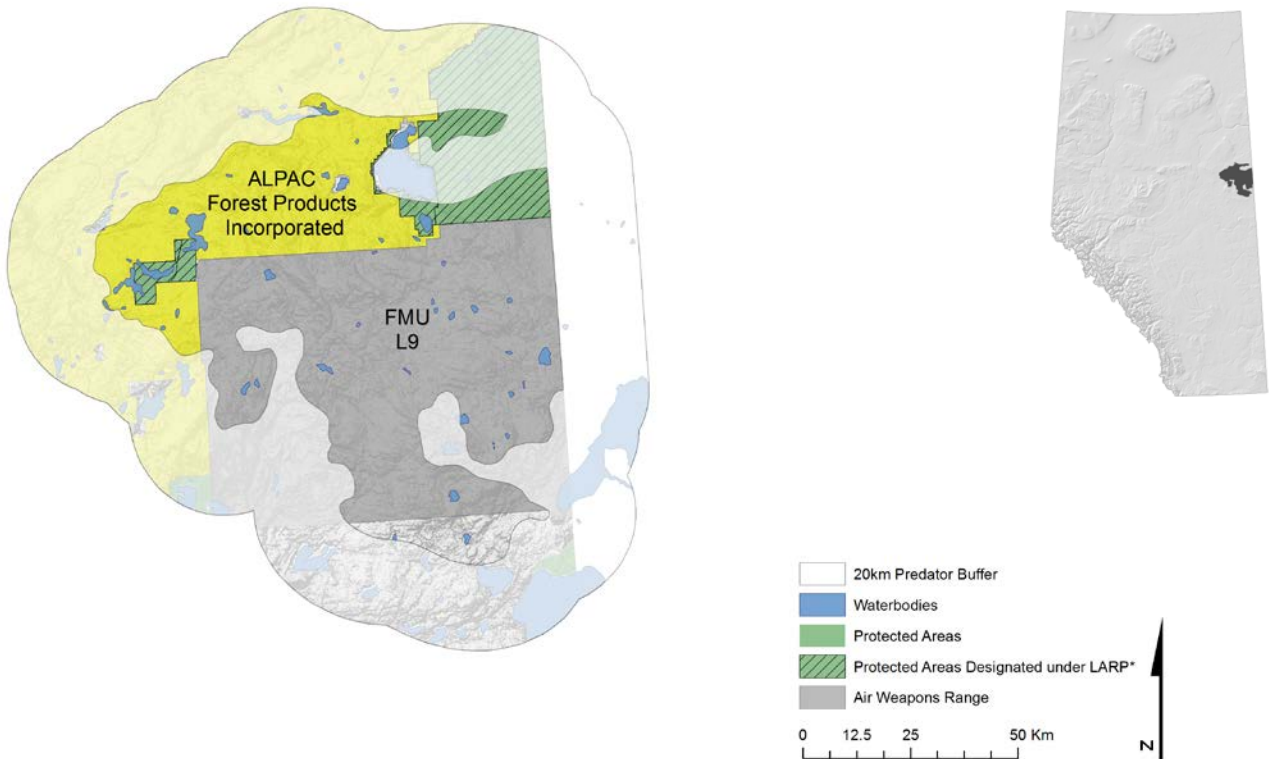 ALPAC
Forest Products
Incorporated
FMU
L9
20km Predator Buffer
Waterbodies
Protected Areas
Protected Areas Designated under LARP*
Air Weapons Range
0 12.5 25 50 Km
N